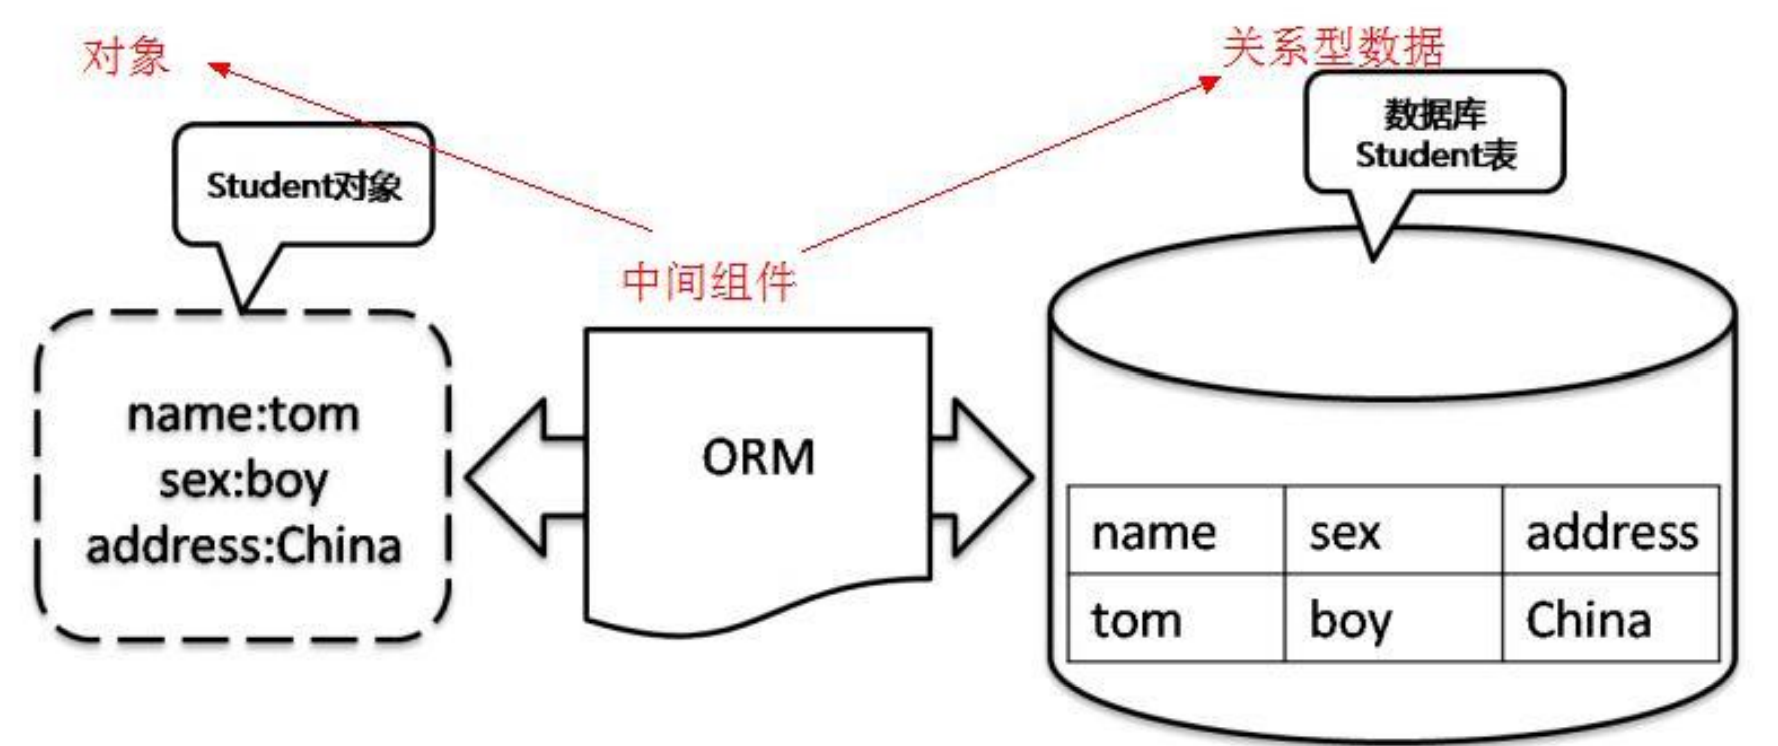 对象
关系型数据
数据库
Student表
Student对象
中间组件
name:tom
sex:boy
address:China
ORM
name sex address
tom boy China